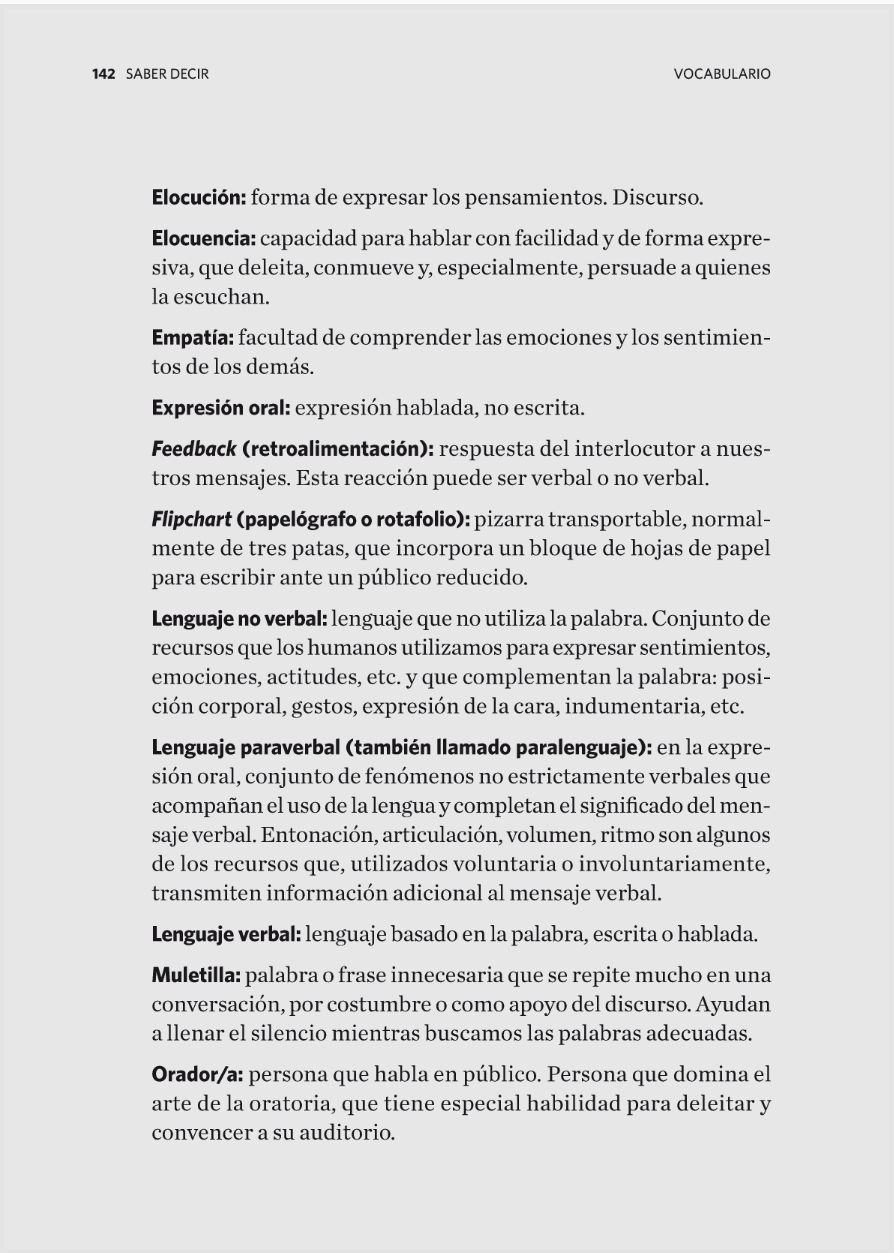 142 SABER DECIR VOCABULARIO
Elocución: forma de expresar los pensamientos. Discurso.
Elocuencia: capacidad para hablar con facilidad y de forma expre-
siva, que deleita, conmueve y, especialmente, persuade a quienes
la escuchan.
Empatía: facultad de comprender las emociones y los sentimien-
tos de los demás.
Expresión oral: expresión hablada, no escrita.
Feedback (retroalimentación): respuesta del interlocutor a nues-
tros mensajes. Esta reacción puede ser verbal o no verbal.
Flipchart (papelógrafo o rotafolio): pizarra transportable, normal-
mente de tres patas, que incorpora un bloque de hojas de papel
para escribir ante un público reducido.
Lenguaje no verbal: lenguaje que no utiliza la palabra. Conjunto de
recursos que los humanos utilizamos para expresar sentimientos,
emociones, actitudes, etc. y que complementan la palabra: posi-
ción corporal, gestos, expresión de la cara, indumentaria, etc.
Lenguaje paraverbal (también llamado paralenguaje): en la expre-
sión oral, conjunto de fenómenos no estrictamente verbales que
acompañan el uso de la lengua y completan el significado del men-
saje verbal. Entonación, articulación, volumen, ritmo son algunos
de los recursos que, utilizados voluntaria o involuntariamente,
transmiten información adicional al mensaje verbal.
Lenguaje verbal: lenguaje basado en la palabra, escrita o hablada.
Muletilla: palabra o frase innecesaria que se repite mucho en una
conversación, por costumbre o como apoyo del discurso. Ayudan
a llenar el silencio mientras buscamos las palabras adecuadas.
Orador/a: persona que habla en público. Persona que domina el
arte de la oratoria, que tiene especial habilidad para deleitar y
convencer a su auditorio.